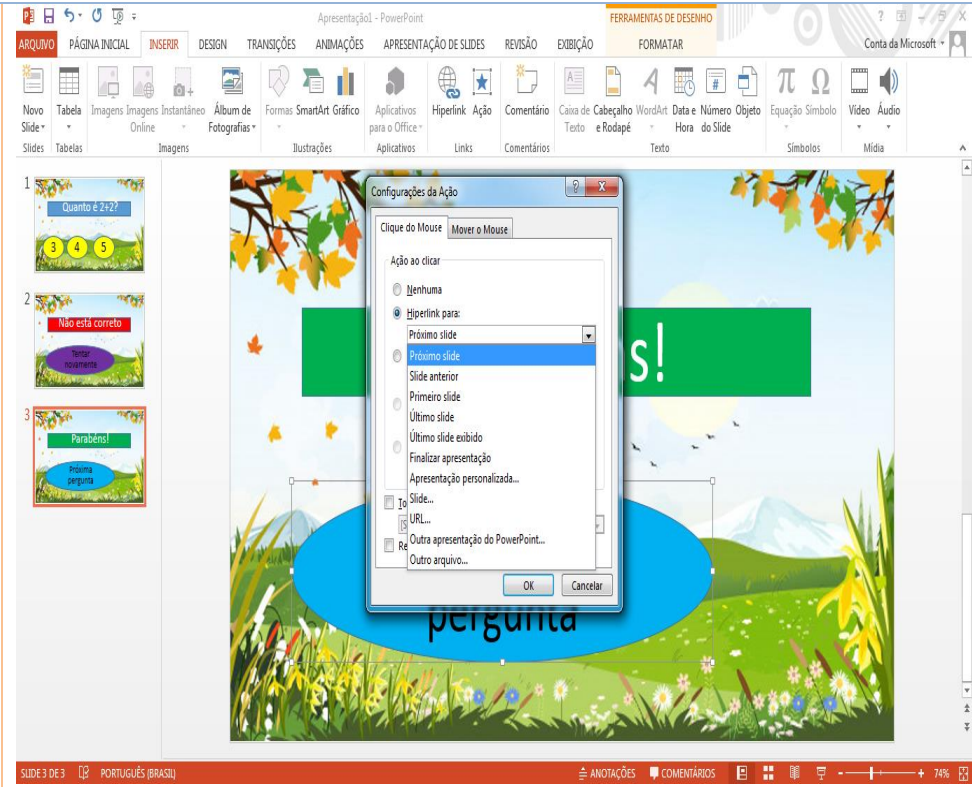 Apresentação1 - PowerPoint
FERRAMENTAS DE DESENHO
?
ARQUIVO PÁGINA INICIAL INSERIR DESIGN TRANSIÇÕES ANIMAÇÕES APRESENTAÇÃO DE SLIDES REVISÃO EXIBIÇÃO FORMATAR Conta da Microsoft
Novo Slide
Tabela
Imagens
Imagens Online
Instantâneo
Álbum de Fotografias
Formas
SmartArt
Gráfico
Aplicativos para o Office
Hiperlink
Ação
Comentário
Caixa de Texto
Cabeçalho e Rodapé
WordArt
Data e Hora
Número do Slide
Objeto
Equação
Símbolo
Vídeo
Áudio
Slides Tabelas Imagens Ilustrações Aplicativos Links Comentários Texto Símbolos Mídia
1
Quanto é 2+2?
3 4 5
2
Não está correto
Tentar
novamente
3
Parabéns!
Próxima
pergunta
Configurações da Ação
Clique do Mouse Mover o Mouse
Ação ao clicar
Nenhuma
Hiperlink para:
Próximo slide
Próximo slide
Slide anterior
Primeiro slide
Último slide
Último slide exibido
Finalizar apresentação
Apresentação personalizada...
Slide...
URL...
Outra apresentação do PowerPoint...
Outro arquivo...
OK Cancelar
s!
pergunta
SLIDE 3 DE 3 PORTUGUÊS (BRASIL) ANOTAÇÕES COMENTÁRIOS 74%